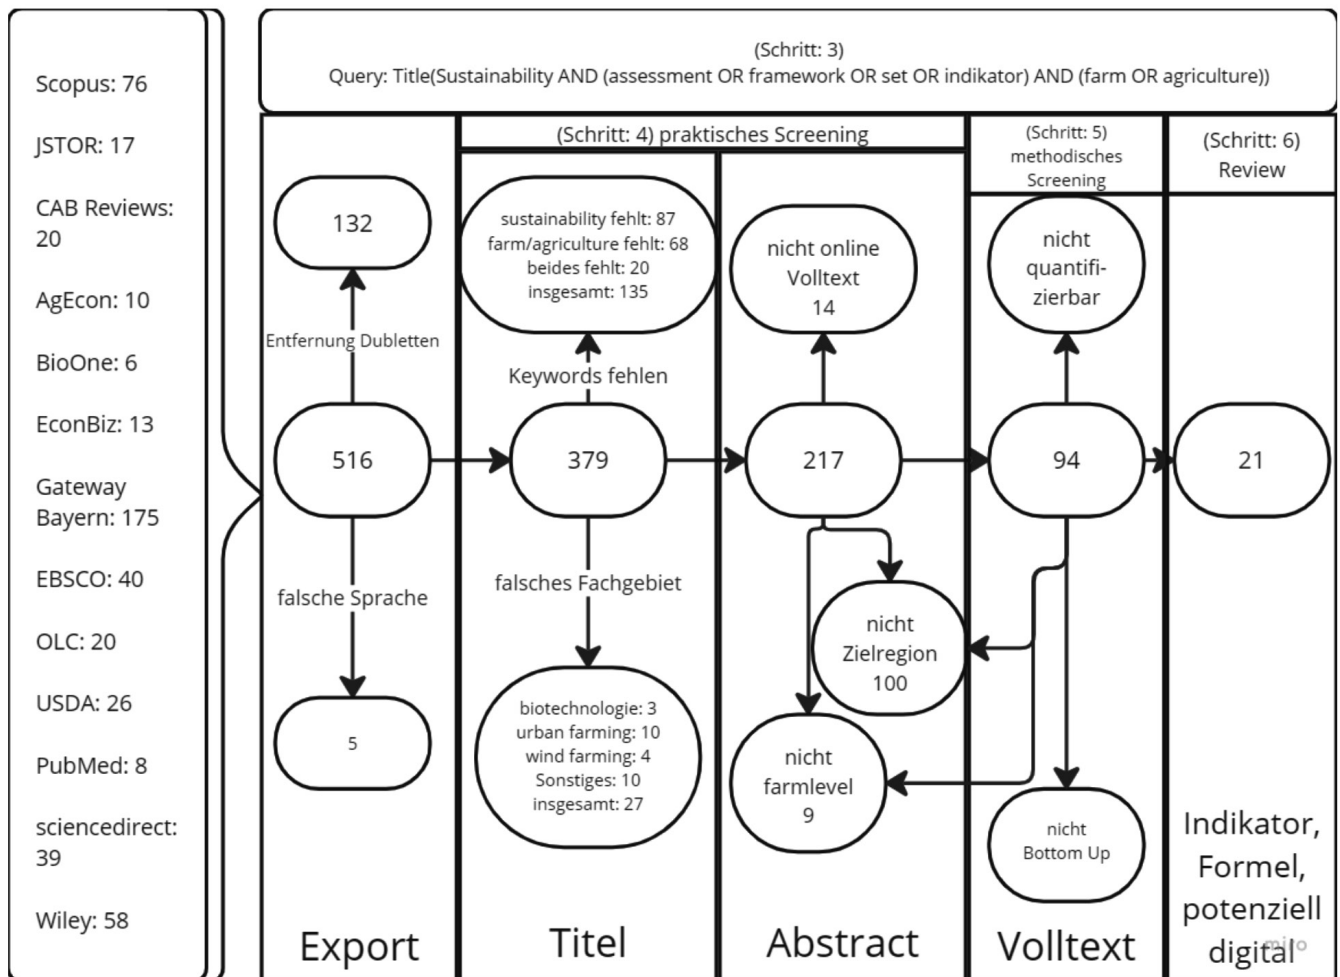 Scopus: 76
JSTOR: 17
CAB Reviews:
20
AgEcon: 10
BioOne: 6
EconBiz: 13
Gateway
Bayern: 175
EBSCO: 40
OLC: 20
USDA: 26
PubMed: 8
sciencedirect:
39
Wiley: 58
(Schritt: 3)
Query: Title(Sustainability AND (assessment OR framework OR set OR indikator) AND (farm OR agriculture))
132
Entfernung Dubletten
516
falsche Sprache
5
Export
(Schritt: 4) praktisches Screening
sustainability fehlt: 87
farm/agriculture fehlt: 68
beides fehlt: 20
insgesamt: 135
Keywords fehlen
379
falsches Fachgebiet
biotechnologie: 3
urban farming: 10
wind farming: 4
Sonstiges: 10
insgesamt: 27
Titel
nicht online
Volltext
14
217
nicht
Zielregion
100
nicht
farmlevel
9
Abstract
(Schritt: 5)
methodisches
Screening
nicht
quantifi-
zierbar
94
nicht
Bottom Up
Volltext
(Schritt: 6)
Review
21
Indikator,
Formel,
potenziell
digital
miro